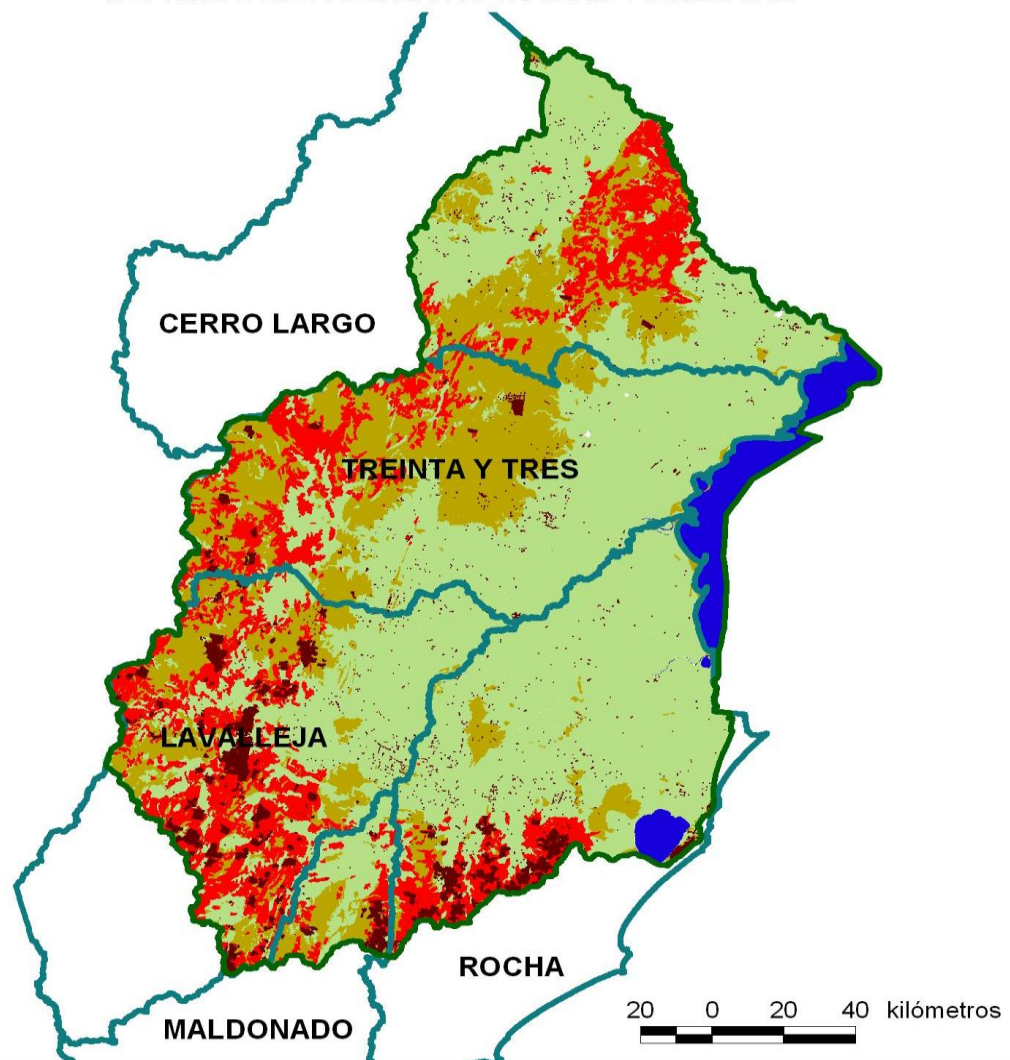 CERRO LARGO
TREINTA Y TRES
LAVALLEJA
ROCHA
20 0 20 40 kilómetros
MALDONADO